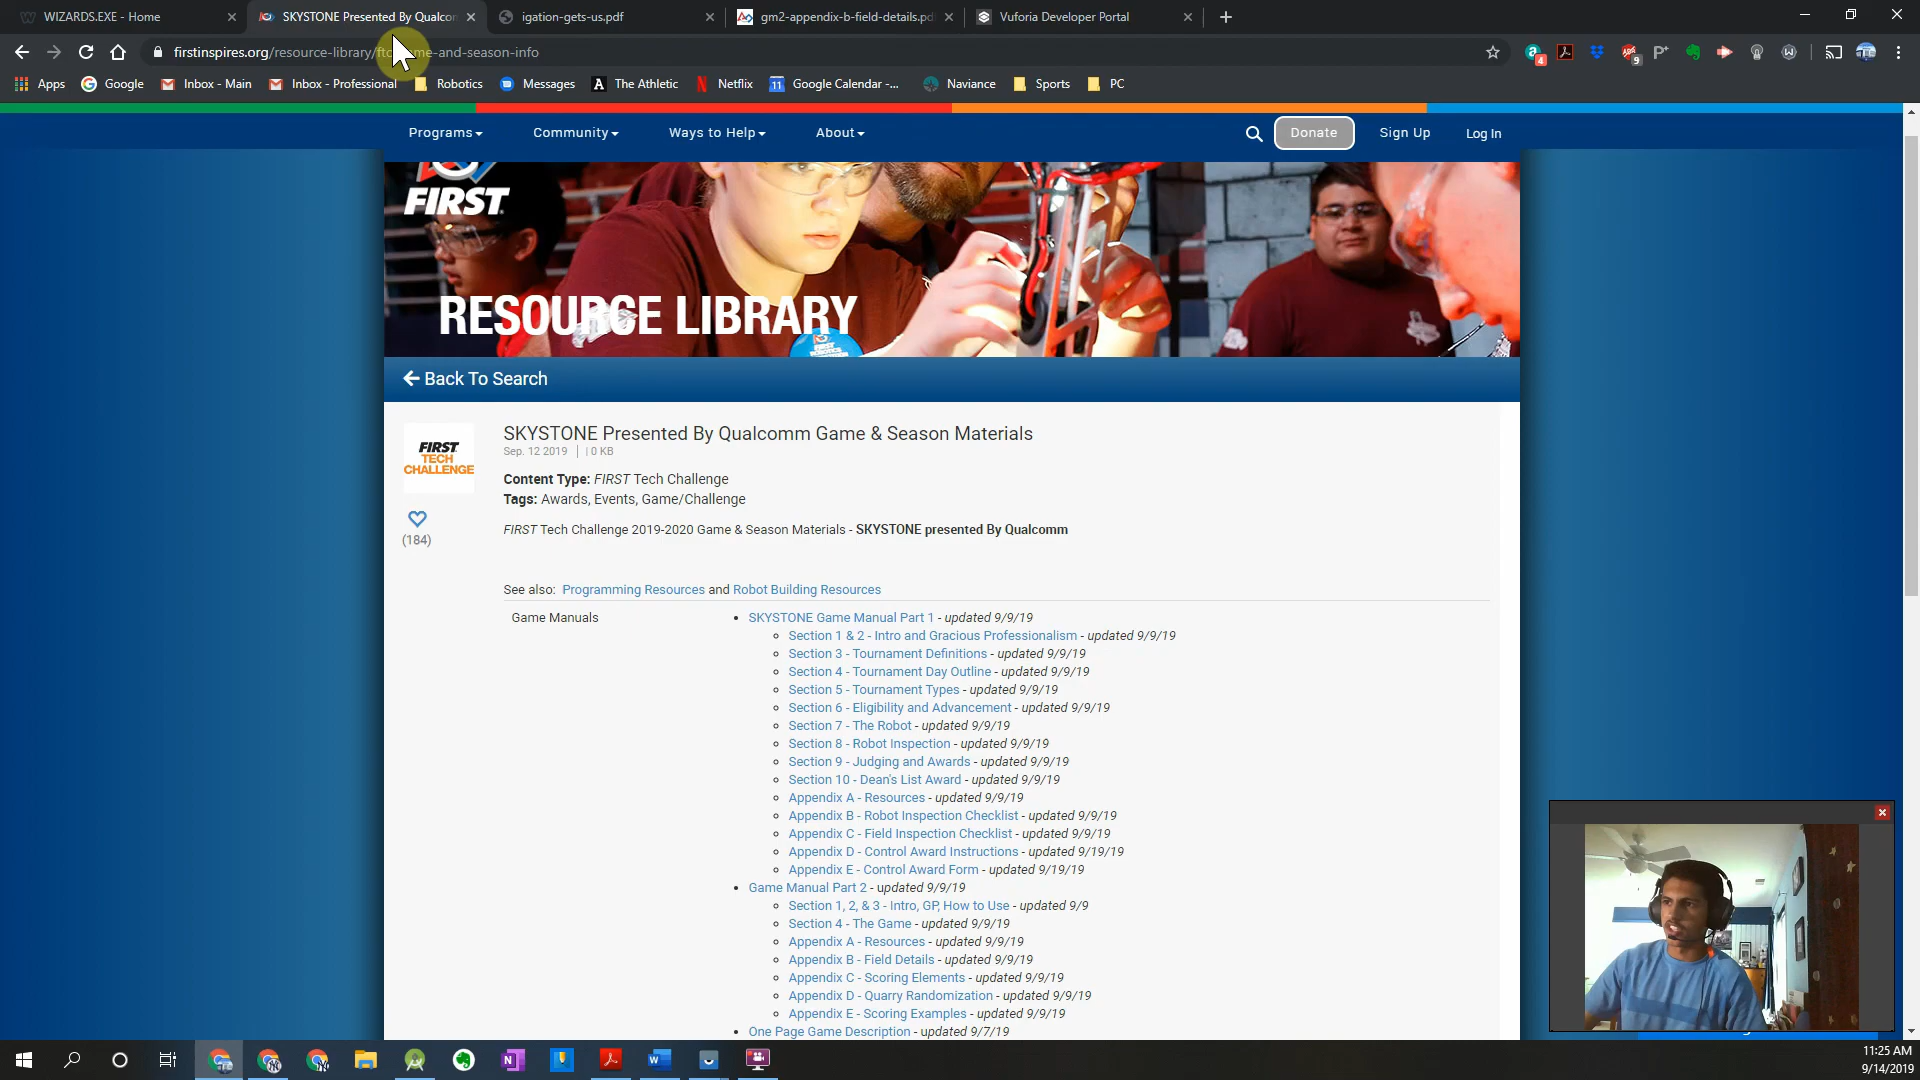 WIZARDS.EXE - Home
SKYSTONE Presented By Qualcom
igation-gets-us.pdf
gm2-appendix-b-field-details.pd
Vuforia Developer Portal
Apps
Google
Inbox - Main
Inbox - Professional
Robotics
Messages
The Athletic
Netflix
Google Calendar -...
Naviance
Sports
PC
Programs
Community
Ways to Help
About
Donate
Sign Up
Log In
FIRST
RESOURCE LIBRARY
Back To Search
FIRST
TECH
CHALLENGE
(184)
SKYSTONE Presented By Qualcomm Game & Season Materials
Sep. 12 2019 | | 0 KB
Content Type: FIRST Tech Challenge
Tags: Awards, Events, Game/Challenge
FIRST Tech Challenge 2019-2020 Game & Season Materials - SKYSTONE presented By Qualcomm
See also: Programming Resources and Robot Building Resources
Game Manuals
SKYSTONE Game Manual Part 1 - updated 9/9/19
Section 1 & 2 - Intro and Gracious Professionalism - updated 9/9/19
Section 3 - Tournament Definitions - updated 9/9/19
Section 4 - Tournament Day Outline - updated 9/9/19
Section 5 - Tournament Types - updated 9/9/19
Section 6 - Eligibility and Advancement - updated 9/9/19
Section 7 - The Robot - updated 9/9/19
Section 8 - Robot Inspection - updated 9/9/19
Section 9 - Judging and Awards - updated 9/9/19
Section 10 - Dean's List Award - updated 9/9/19
Appendix A - Resources - updated 9/9/19
Appendix B - Robot Inspection Checklist - updated 9/9/19
Appendix C - Field Inspection Checklist - updated 9/9/19
Appendix D - Control Award Instructions - updated 9/19/19
Appendix E - Control Award Form - updated 9/19/19
Game Manual Part 2 - updated 9/9/19
Section 1, 2, & 3 - Intro, GP, How to Use - updated 9/9
Section 4 - The Game - updated 9/9/19
Appendix A - Resources - updated 9/9/19
Appendix B - Field Details - updated 9/9/19
Appendix C - Scoring Elements - updated 9/9/19
Appendix D - Quarry Randomization - updated 9/9/19
Appendix E - Scoring Examples - updated 9/9/19
One Page Game Description - updated 9/7/19
11:25 AM
9/14/2019